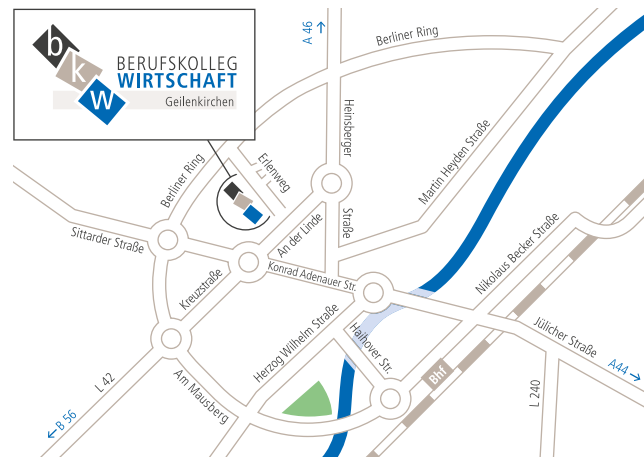 b
k
w
BERUFSKOLLEG
WIRTSCHAFT
Geilenkirchen
A 46
Berliner Ring
Heinsberger
Straße
Martin Heyden Straße
Berliner Ring
Erlenweg
An der Linde
Sittarder Straße
Kreuzstraße
Konrad Adenauer Str.
Nikolaus Becker Straße
Herzog Wilhelm Straße
Haihover Str.
Jülicher Straße
A44
L 42
Am Mausberg
Bhf
L 240
B 56